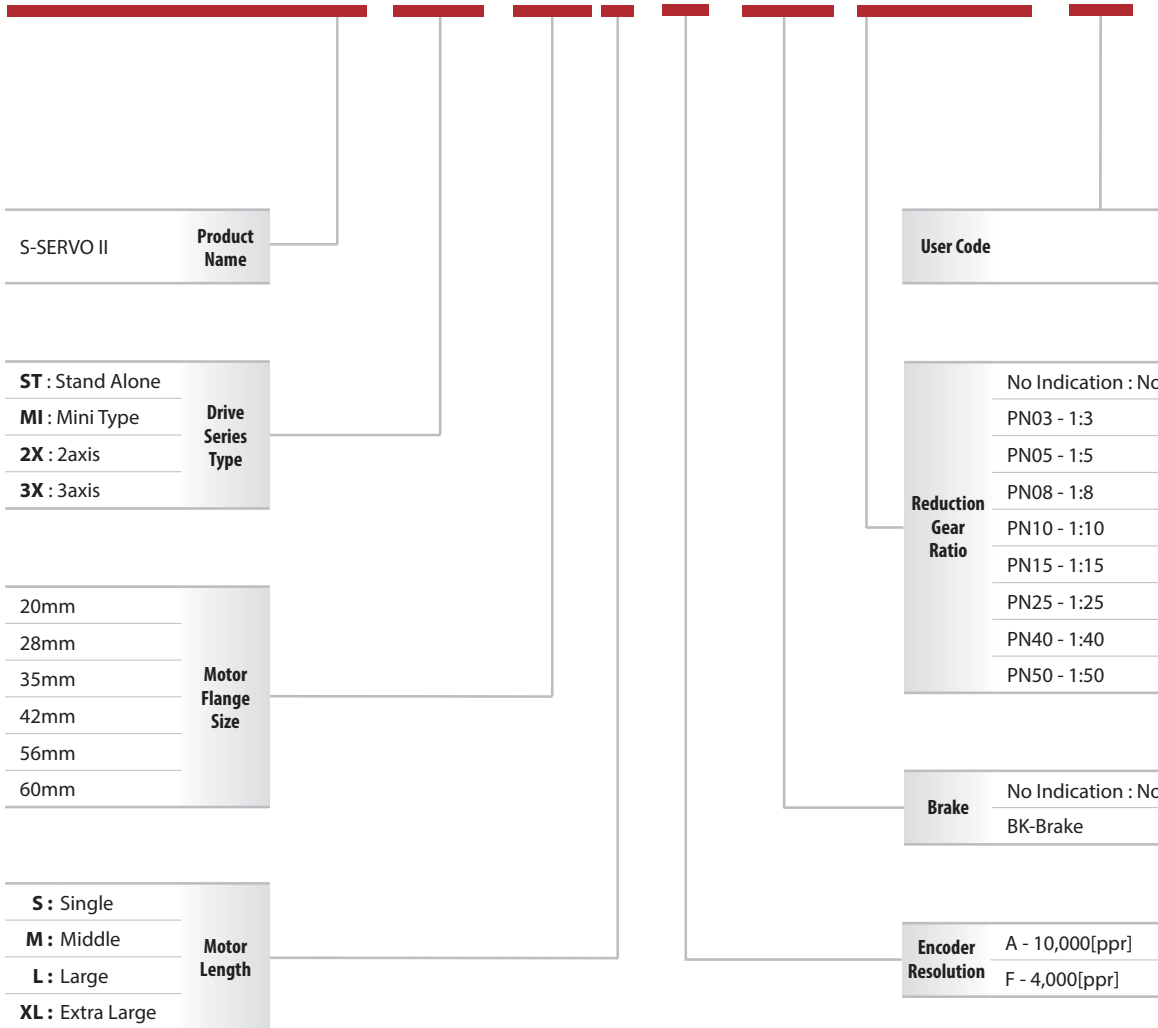 S-SERVO II
Product
Name
ST : Stand Alone
MI : Mini Type
2X : 2axis
3X : 3axis
Drive
Series
Type
20mm
28mm
35mm
42mm
56mm
60mm
Motor
Flange
Size
S : Single
M : Middle
L : Large
XL : Extra Large
Motor
Length
User Code
Reduction
Gear
Ratio
No Indication : No
PN03 - 1:3
PN05 - 1:5
PN08 - 1:8
PN10 - 1:10
PN15 - 1:15
PN25 - 1:25
PN40 - 1:40
PN50 - 1:50
Brake
No Indication : No
BK-Brake
Encoder
Resolution
A - 10,000[ppr]
F - 4,000[ppr]